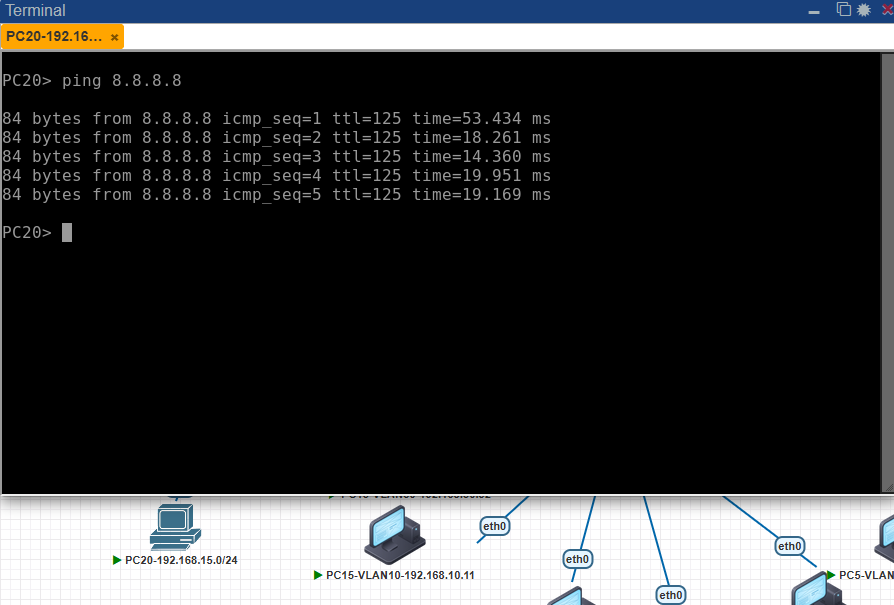 Terminal
PC20-192.16... ×
PC20> ping 8.8.8.8
84 bytes from 8.8.8.8 icmp_seq=1 ttl=125 time=53.434 ms
84 bytes from 8.8.8.8 icmp_seq=2 ttl=125 time=18.261 ms
84 bytes from 8.8.8.8 icmp_seq=3 ttl=125 time=14.360 ms
84 bytes from 8.8.8.8 icmp_seq=4 ttl=125 time=19.951 ms
84 bytes from 8.8.8.8 icmp_seq=5 ttl=125 time=19.169 ms
PC20>
eth0
eth0
eth0
eth0
PC20-192.168.15.0/24
PC15-VLAN10-192.168.10.11
PC5-VLAN